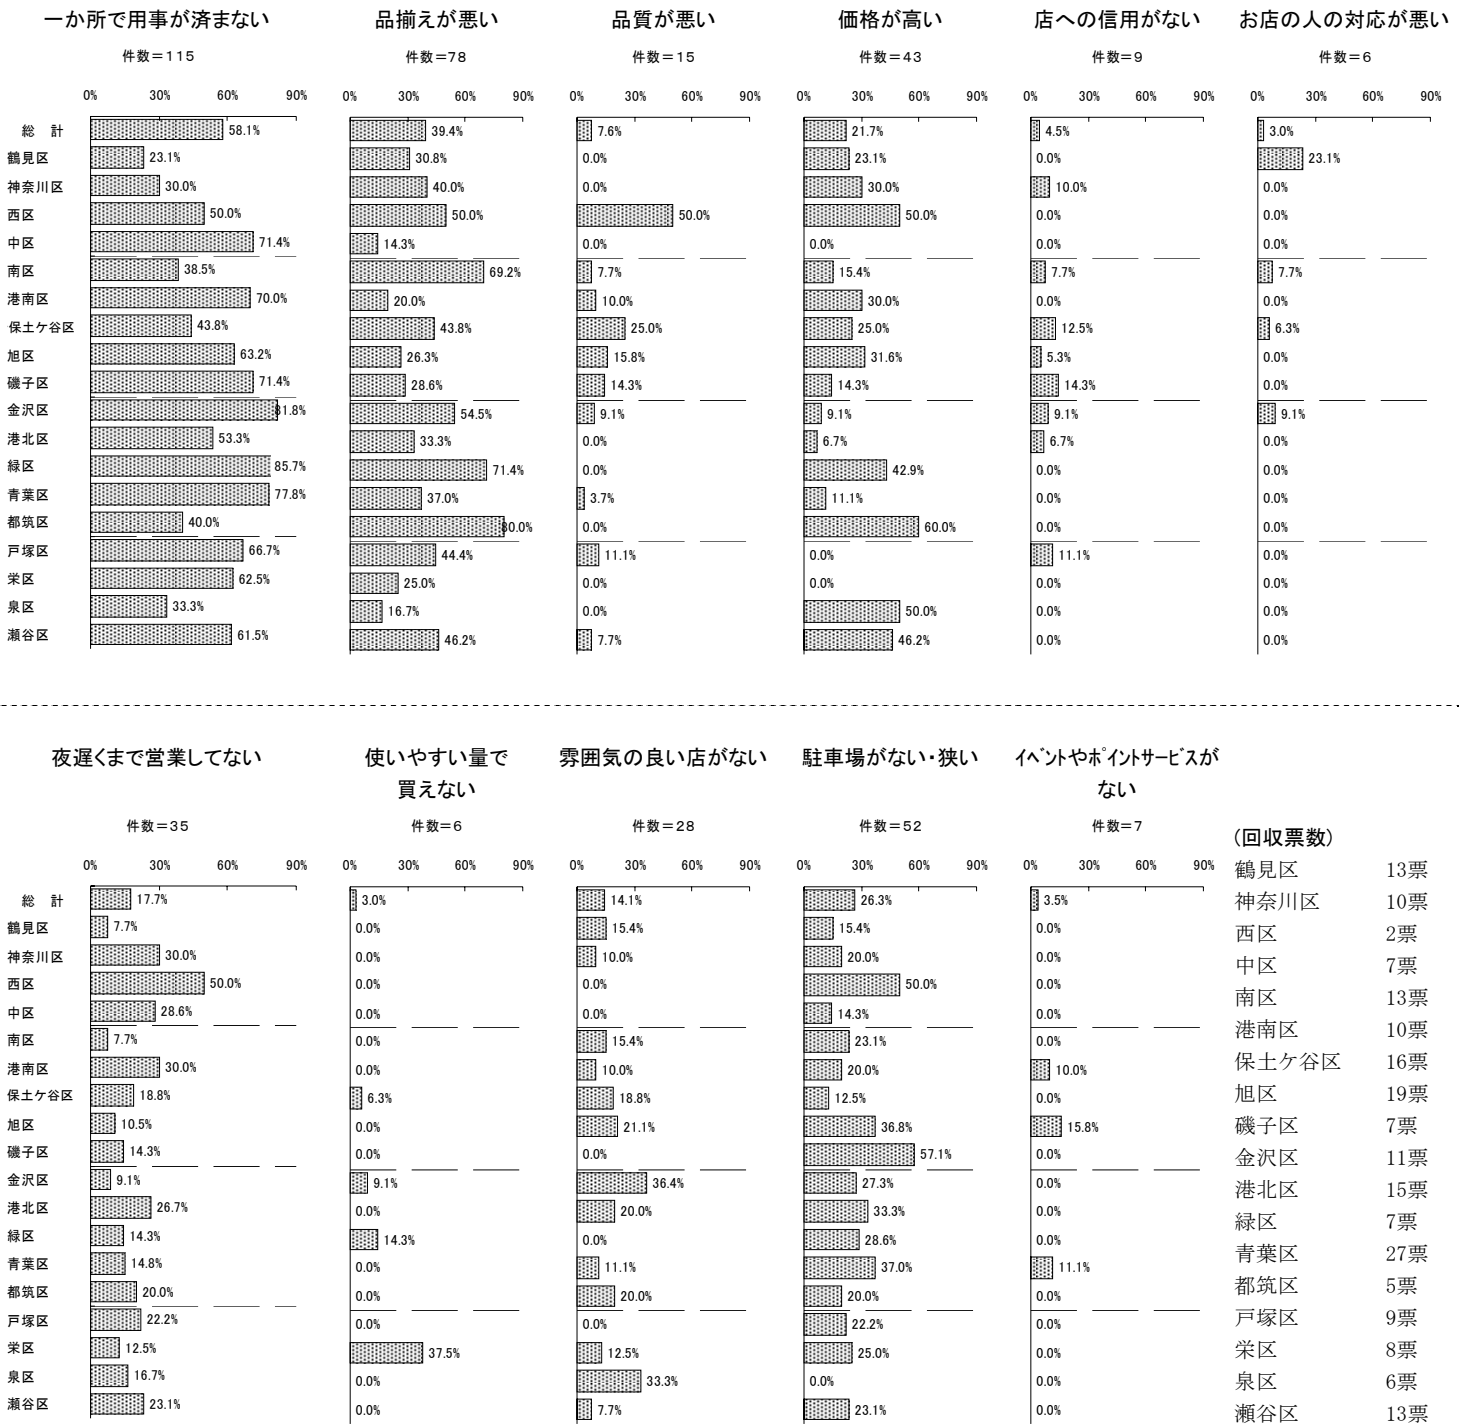 一か所で用事が済まない 品揃えが悪い 品質が悪い 価格が高い 店への信用がない お店の人の対応が悪い
件数＝115 件数＝78 件数＝15 件数＝43 件数＝9 件数＝6
0% 30% 60% 90% 0% 30% 60% 90% 0% 30% 60% 90% 0% 30% 60% 90% 0% 30% 60% 90% 0% 30% 60% 90%
総 計 58.1% 39.4% 7.6% 21.7% 4.5% 3.0%
鶴見区 23.1% 30.8% 0.0% 23.1% 0.0% 23.1%
神奈川区 30.0% 40.0% 0.0% 30.0% 10.0% 0.0%
西区 50.0% 50.0% 50.0% 50.0% 0.0% 0.0%
中区 71.4% 14.3% 0.0% 0.0% 0.0% 0.0%
南区 38.5% 69.2% 7.7% 15.4% 7.7% 7.7%
港南区 70.0% 20.0% 10.0% 30.0% 0.0% 0.0%
保土ケ谷区 43.8% 43.8% 25.0% 25.0% 12.5% 6.3%
旭区 63.2% 26.3% 15.8% 31.6% 5.3% 0.0%
磯子区 71.4% 28.6% 14.3% 14.3% 14.3% 0.0%
金沢区 81.8% 54.5% 9.1% 9.1% 9.1% 9.1%
港北区 53.3% 33.3% 0.0% 6.7% 6.7% 0.0%
緑区 85.7% 71.4% 0.0% 42.9% 0.0% 0.0%
青葉区 77.8% 37.0% 3.7% 11.1% 0.0% 0.0%
都筑区 40.0% 80.0% 0.0% 60.0% 0.0% 0.0%
戸塚区 66.7% 44.4% 11.1% 0.0% 11.1% 0.0%
栄区 62.5% 25.0% 0.0% 0.0% 0.0% 0.0%
泉区 33.3% 16.7% 0.0% 50.0% 0.0% 0.0%
瀬谷区 61.5% 46.2% 7.7% 46.2% 0.0% 0.0%
夜遅くまで営業してない 使いやすい量で 雰囲気の良い店がない 駐車場がない・狭い ｲﾍﾞﾝﾄやﾎﾟｲﾝﾄサービスが
買えない ない
件数＝35 件数＝6 件数＝28 件数＝52 件数＝7
0% 30% 60% 90% 0% 30% 60% 90% 0% 30% 60% 90% 0% 30% 60% 90% 0% 30% 60% 90%
総 計 17.7% 3.0% 14.1% 26.3% 3.5%
鶴見区 7.7% 0.0% 15.4% 15.4% 0.0%
神奈川区 30.0% 0.0% 10.0% 20.0% 0.0%
西区 50.0% 0.0% 0.0% 50.0% 0.0%
中区 28.6% 0.0% 0.0% 14.3% 0.0%
南区 7.7% 0.0% 15.4% 23.1% 0.0%
港南区 30.0% 0.0% 10.0% 20.0% 10.0%
保土ケ谷区 18.8% 6.3% 18.8% 12.5% 0.0%
旭区 10.5% 0.0% 21.1% 36.8% 15.8%
磯子区 14.3% 0.0% 0.0% 57.1% 0.0%
金沢区 9.1% 9.1% 36.4% 27.3% 0.0%
港北区 26.7% 0.0% 20.0% 33.3% 0.0%
緑区 14.3% 14.3% 0.0% 28.6% 0.0%
青葉区 14.8% 0.0% 11.1% 37.0% 11.1%
都筑区 20.0% 0.0% 20.0% 20.0% 0.0%
戸塚区 22.2% 0.0% 0.0% 22.2% 0.0%
栄区 12.5% 37.5% 12.5% 25.0% 0.0%
泉区 16.7% 0.0% 33.3% 0.0% 0.0%
瀬谷区 23.1% 0.0% 7.7% 23.1% 0.0%
(回収票数)
鶴見区 13票
神奈川区 10票
西区 2票
中区 7票
南区 13票
港南区 10票
保土ケ谷区 16票
旭区 19票
磯子区 7票
金沢区 11票
港北区 15票
緑区 7票
青葉区 27票
都筑区 5票
戸塚区 9票
栄区 8票
泉区 6票
瀬谷区 13票